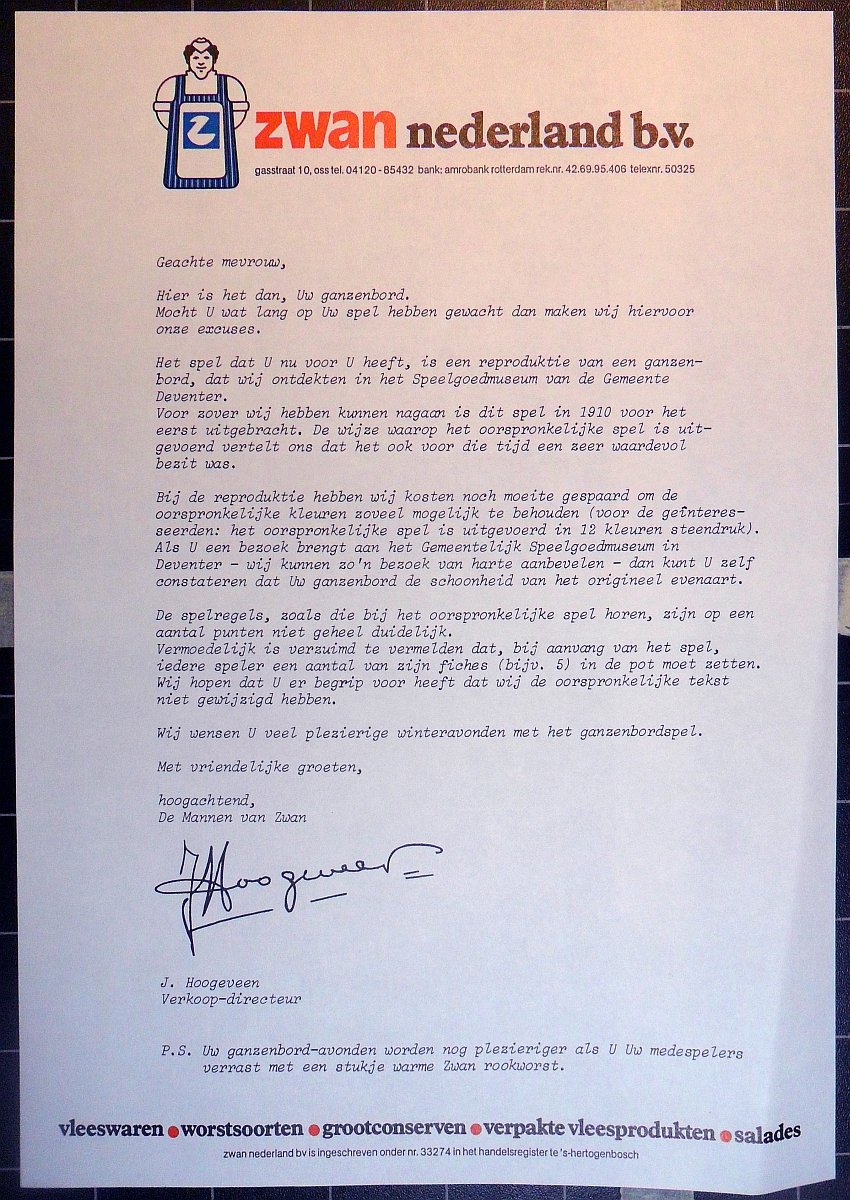 zwan nederland b.v.
gasstraat 10, oss tel. 04120-85432 bank: amrobank rotterdam rek.nr. 42.69.95.406 telexnr. 50325
Geachte mevrouw,
Hier is het dan, Uw ganzenbord.
Mocht U wat lang op Uw spel hebben gewacht dan maken wij hiervoor
onze excuses.
Het spel dat U nu voor U heeft, is een reproduktie van een ganzen-
bord, dat wij ontdekten in het Speelgoedmuseum van de Gemeente
Deventer.
Voor zover wij hebben kunnen nagaan is dit spel in 1910 voor het
eerst uitgebracht. De wijze waarop het oorspronkelijke spel is uit-
gevoerd vertelt ons dat het ook voor die tijd een zeer waardevol
bezit was.
Bij de reproduktie hebben wij kosten noch moeite gespaard om de
oorspronkelijke kleuren zoveel mogelijk te behouden (voor de geïnteres-
seerden: het oorspronkelijke spel is uitgevoerd in 12 kleuren steendruk).
Als U een bezoek brengt aan het Gemeentelijk Speelgoedmuseum in
Deventer - wij kunnen zo'n bezoek van harte aanbevelen - dan kunt U zelf
constateren dat Uw ganzenbord de schoonheid van het origineel evenaart.
De spelregels, zoals die bij het oorspronkelijke spel horen, zijn op een
aantal punten niet geheel duidelijk.
Vermoedelijk is verzuimd te vermelden dat, bij aanvang van het spel,
iedere speler een aantal van zijn fiches (bijv. 5) in de pot moet zetten.
Wij hopen dat U er begrip voor heeft dat wij de oorspronkelijke tekst
niet gewijzigd hebben.
Wij wensen U veel plezierige winteravonden met het ganzenbordspel.
Met vriendelijke groeten,
hoogachtend,
De Mannen van Zwan
J Hoogeveen
J. Hoogeveen
Verkoop-directeur
P.S. Uw ganzenbord-avonden worden nog plezieriger als U Uw medespelers
verrast met een stukje warme Zwan rookworst.
vleeswaren ● worstsoorten ● grootconserven ● verpakte vleesprodukten ● salades
zwan nederland bv is ingeschreven onder nr. 33274 in het handelsregister te 's-hertogenbosch